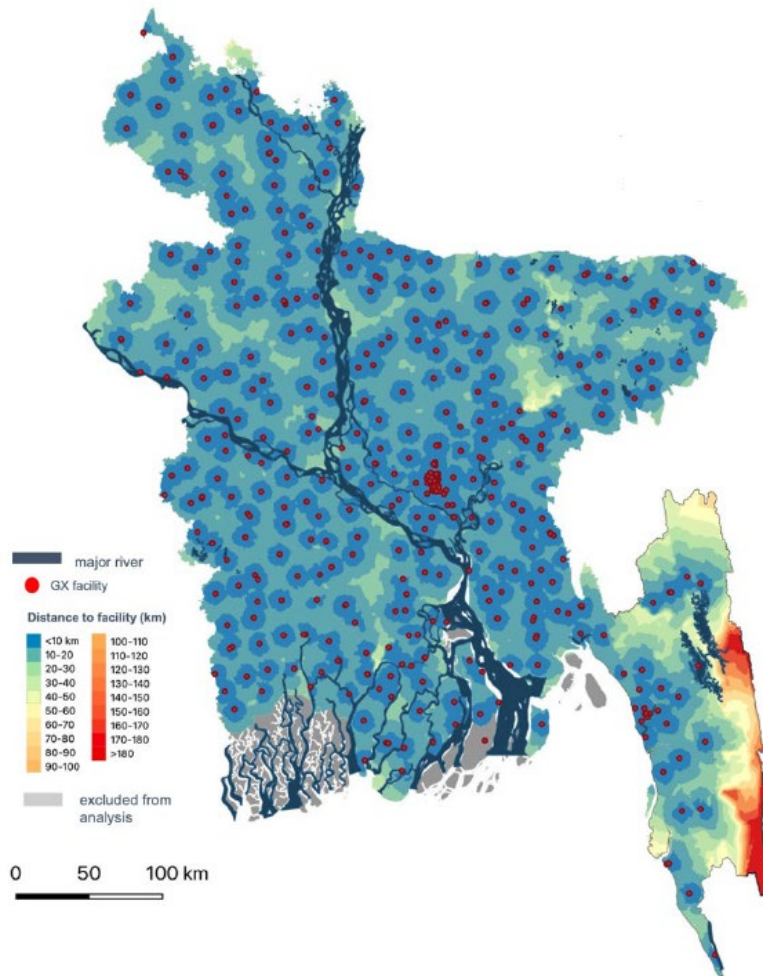 major river
GX facility
Distance to facility (km)
<10 km
10-20
20-30
30-40
40-50
50-60
60-70
70-80
80-90
90-100
100-110
110-120
120-130
130-140
140-150
150-160
160-170
170-180
>180
excluded from
analysis
0 50 100 km